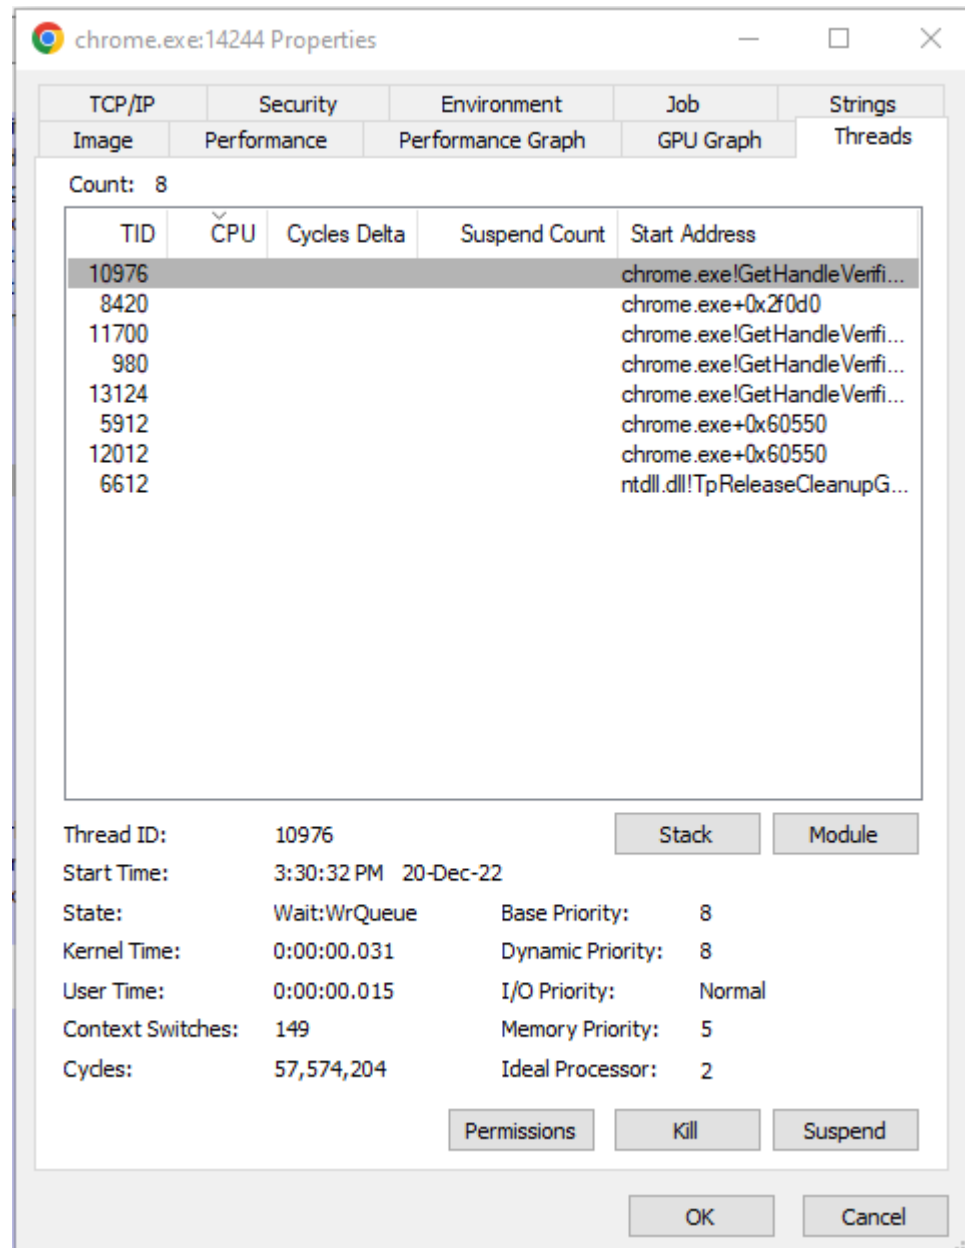 chrome.exe:14244 Properties
TCP/IP Security Environment Job Strings
Image Performance Performance Graph GPU Graph Threads
Count: 8
TID CPU Cycles Delta Suspend Count Start Address
10976 chrome.exe!GetHandleVerifi...
8420 chrome.exe+0x2f0d0
11700 chrome.exe!GetHandleVerifi...
980 chrome.exe!GetHandleVerifi...
13124 chrome.exe!GetHandleVerifi...
5912 chrome.exe+0x60550
12012 chrome.exe+0x60550
6612 ntdll.dll!TpReleaseCleanupG...
Thread ID: 10976 Stack Module
Start Time: 3:30:32 PM 20-Dec-22
State: Wait:WrQueue Base Priority: 8
Kernel Time: 0:00:00.031 Dynamic Priority: 8
User Time: 0:00:00.015 I/O Priority: Normal
Context Switches: 149 Memory Priority: 5
Cycles: 57,574,204 Ideal Processor: 2
Permissions Kill Suspend
OK Cancel